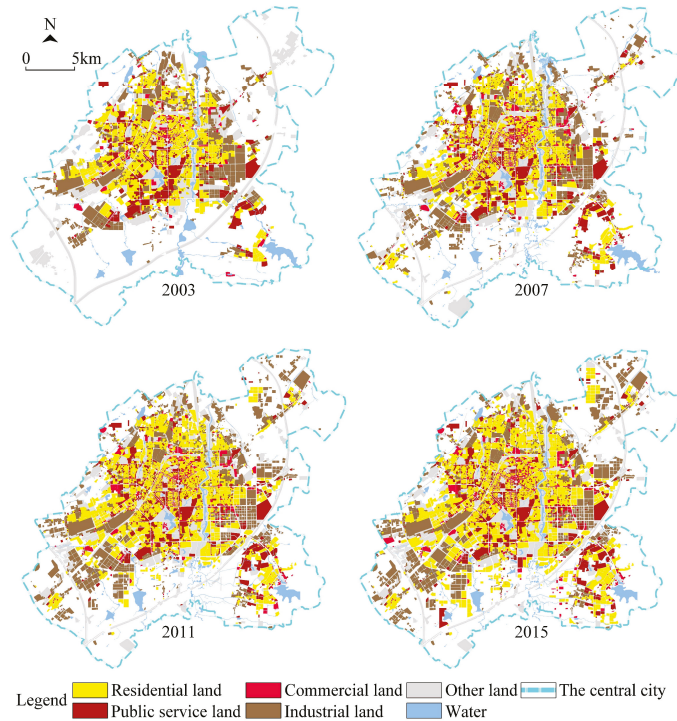 N
0 5km
2003
2007
2011
2015
Legend Residential land Commercial land Other land The central city
Public service land Industrial land Water